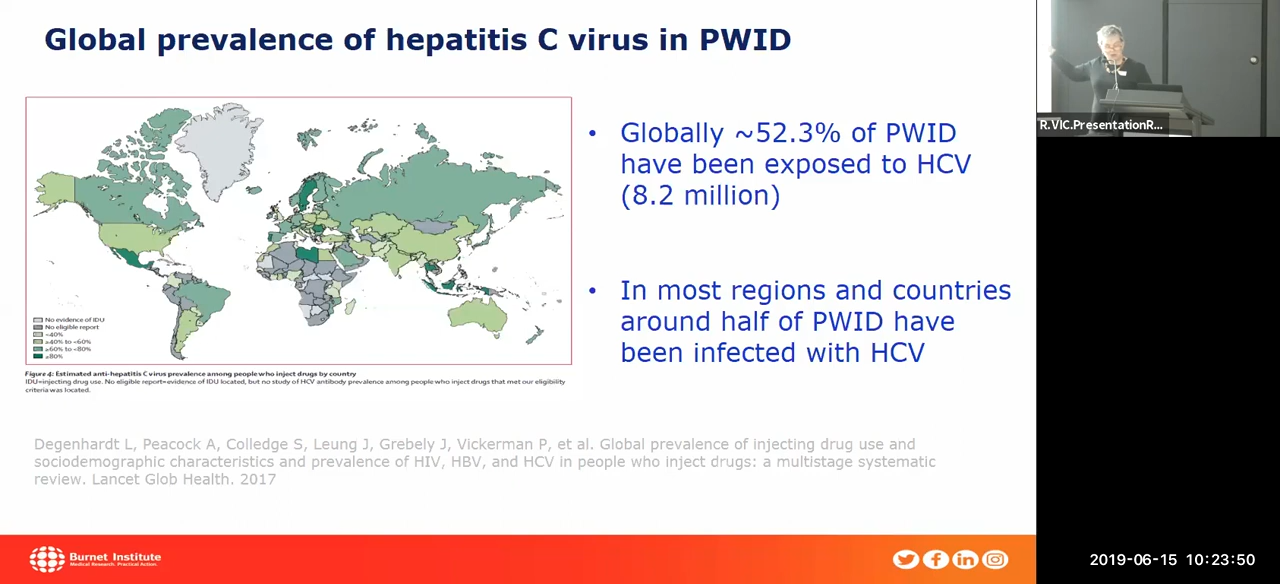 Global prevalence of hepatitis C virus in PWID
No evidence of IDU
No eligible report
<40%
≥40% to <60%
≥60% to <80%
≥80%
Figure 4: Estimated anti-hepatitis C virus prevalence among people who inject drugs by country
IDU=injecting drug use. No eligible report=evidence of IDU located, but no study of HCV antibody prevalence among people who inject drugs that met our eligibility
criteria was located.
• Globally ~52.3% of PWID
have been exposed to HCV
(8.2 million)
• In most regions and countries
around half of PWID have
been infected with HCV
Degenhardt L, Peacock A, Colledge S, Leung J, Grebely J, Vickerman P, et al. Global prevalence of injecting drug use and
sociodemographic characteristics and prevalence of HIV, HBV, and HCV in people who inject drugs: a multistage systematic
review. Lancet Glob Health. 2017
Burnet Institute
Medical Research. Practical Action.
R.VIC.PresentationR...
2019-06-15 10:23:50